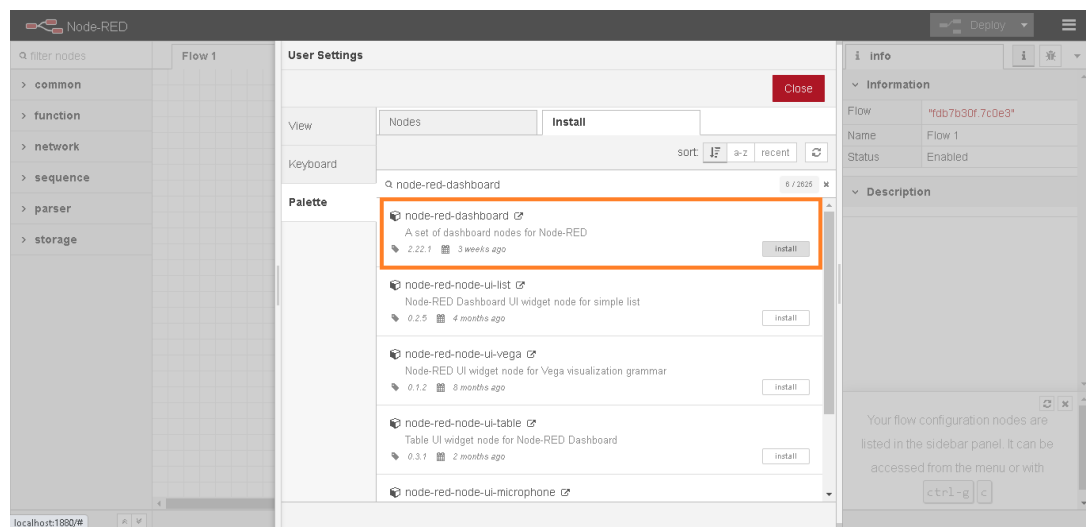 Node-RED
Deploy
filter nodes
Flow 1
User Settings
info
i
common
Close
Information
function
View
Nodes
Install
Flow "fdb7b30f.7c0e3"
Name Flow 1
network
sort: a-z recent
Status Enabled
Keyboard
sequence
node-red-dashboard 6 / 2626
Description
parser
Palette
node-red-dashboard
A set of dashboard nodes for Node-RED
2.22.1 3 weeks ago install
storage
node-red-node-ui-list
Node-RED Dashboard UI widget node for simple list
0.2.5 4 months ago install
node-red-node-ui-vega
Node-RED UI widget node for Vega visualization grammar
0.1.2 8 months ago install
node-red-node-ui-table
Table UI widget node for Node-RED Dashboard
0.3.1 2 months ago install
node-red-node-ui-microphone
Your flow configuration nodes are
listed in the sidebar panel. It can be
accessed from the menu or with
ctrl-g c
localhost:1880/#